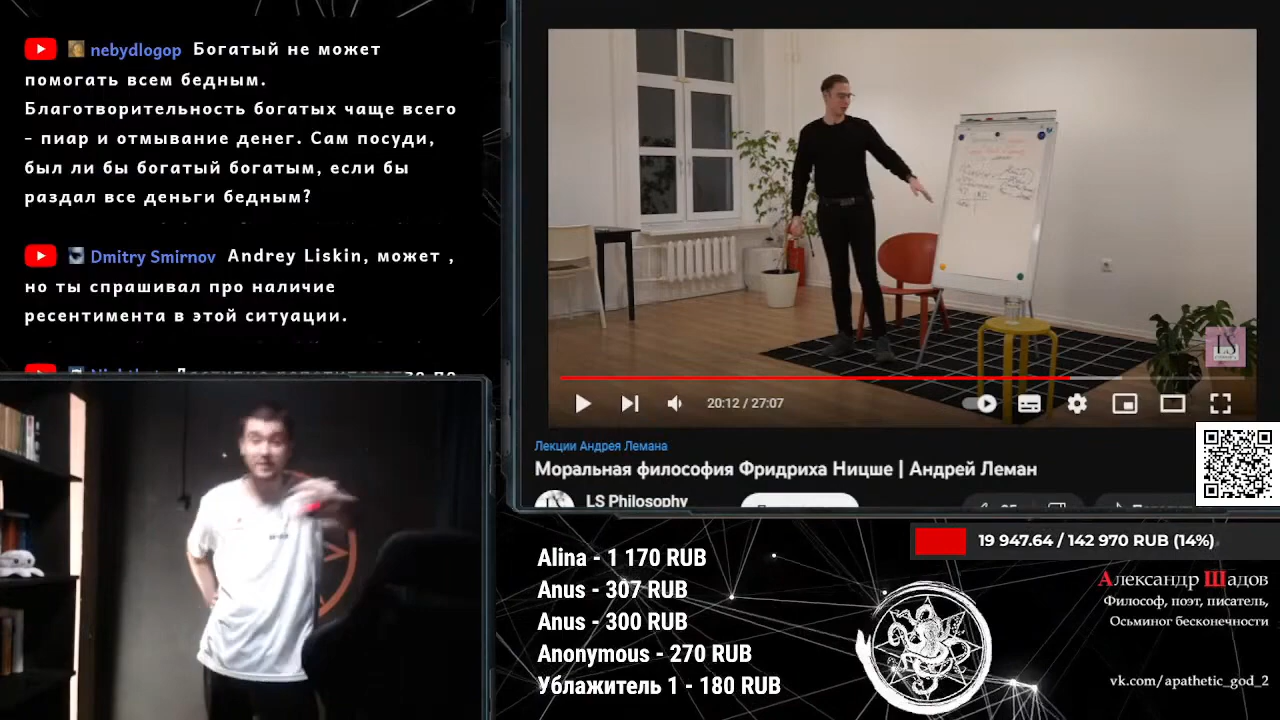 nebydlogop Богатый не может
помогать всем бедным.
Благотворительность богатых чаще всего
- пиар и отмывание денег. Сам посуди,
был ли бы богатый богатым, если бы
раздал все деньги бедным?
Dmitry Smirnov Andrey Liskin, может ,
но ты спрашивал про наличие
ресентимента в этой ситуации.
LS
20:12 / 27:07
Лекции Андрея Лемана
Моральная философия Фридриха Ницше | Андрей Леман
LS Philosophy
19 947.64 / 142 970 RUB (14%)
Alina - 1 170 RUB
Anus - 307 RUB
Anus - 300 RUB
Anonymous - 270 RUB
Ублажитель 1 - 180 RUB
Александр Шадов
Философ, поэт, писатель,
Осьминог бесконечности
vk.com/apathetic_god_2